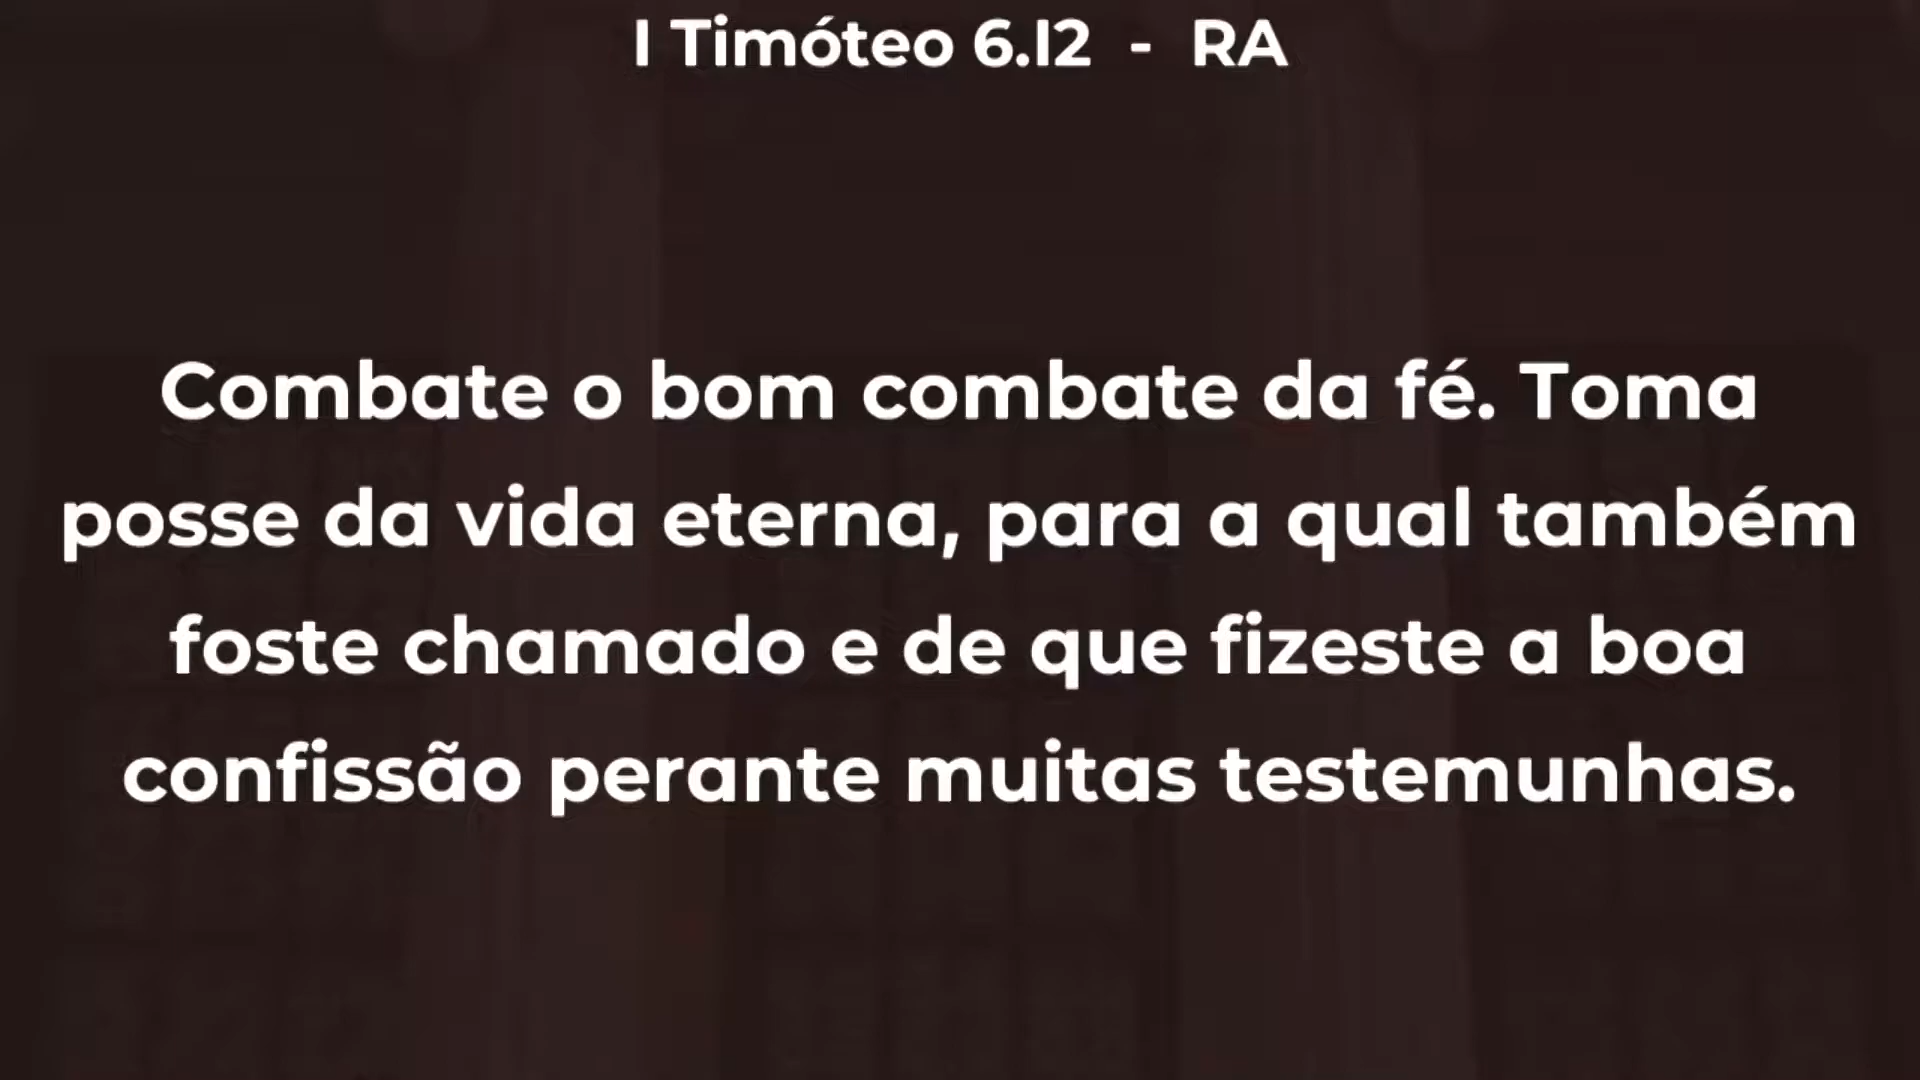 I Timóteo 6.12 - RA
Combate o bom combate da fé. Toma
posse da vida eterna, para a qual também
foste chamado e de que fizeste a boa
confissão perante muitas testemunhas.